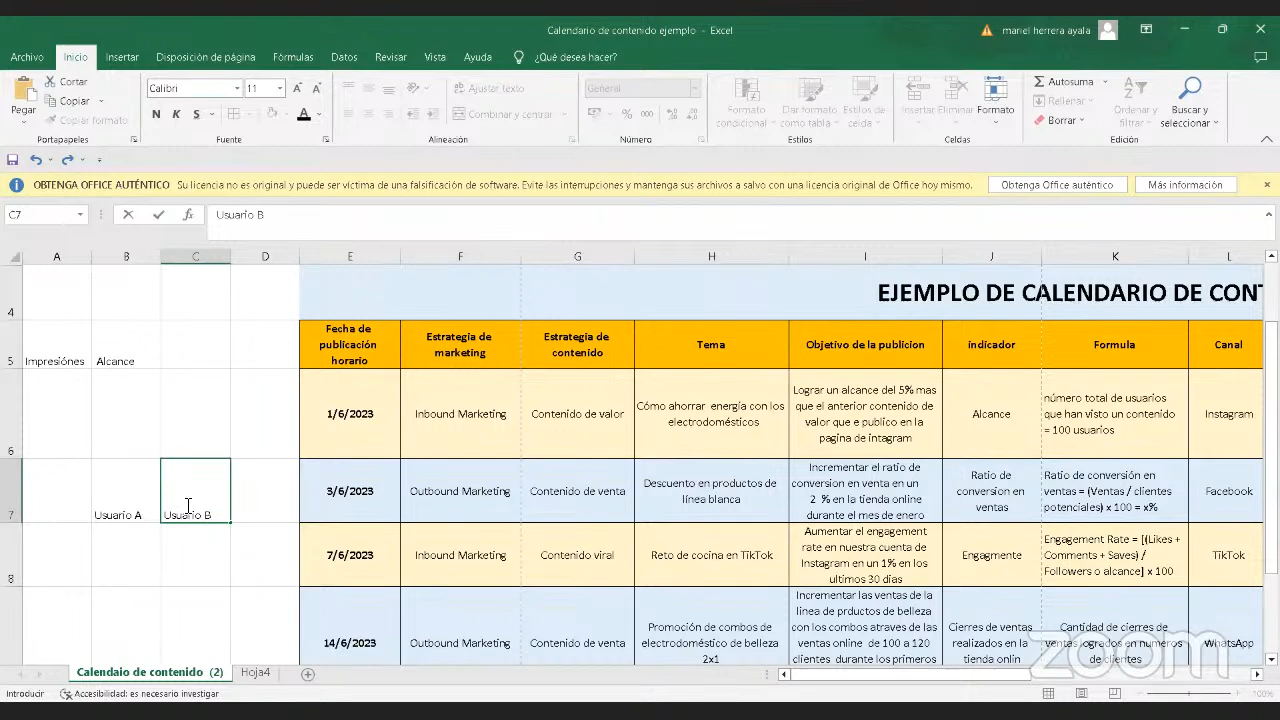 Calendario de contenido ejemplo - Excel
mariel herrera ayala
Archivo Inicio Insertar Disposición de página Fórmulas Datos Revisar Vista Ayuda ¿Qué desea hacer?
Pegar
Cortar
Copiar
Copiar formato
Portapapeles
Calibri 11
N K S
Fuente
Ajustar texto
Combinar y centrar
Alineación
General
% 000
Número
Formato condicional
Dar formato como tabla
Estilos de celda
Estilos
Insertar Eliminar Formato
Celdas
Autosuma
Rellenar
Borrar
Ordenar y filtrar
Buscar y seleccionar
Edición
OBTENGA OFFICE AUTÉNTICO Su licencia no es original y puede ser víctima de una falsificación de software. Evite las interrupciones y mantenga sus archivos a salvo con una licencia original de Office hoy mismo. Obtenga Office auténtico Más información
C7 fx Usuario B
A B C D E F G H I J K L
4 EJEMPLO DE CALENDARIO DE CONT
5 Impresiónes Alcance
Fecha de publicación horario
Estrategia de marketing
Estrategia de contenido
Tema
Objetivo de la publicion
indicador
Formula
Canal
6
1/6/2023
Inbound Marketing
Contenido de valor
Cómo ahorrar energía con los
electrodomésticos
Lograr un alcance del 5% mas
que el anterior contenido de
valor que e publico en la
pagina de intagram
Alcance
número total de usuarios
que han visto un contenido
= 100 usuarios
Instagram
7 Usuario A Usuario B
3/6/2023
Outbound Marketing
Contenido de venta
Descuento en productos de
línea blanca
Incrementar el ratio de
conversion en venta en un
2 % en la tienda online
durante el mes de enero
Ratio de
conversion en
ventas
Ratio de conversión en
ventas = (Ventas / clientes
potenciales) x 100 = x%
Facebook
8
7/6/2023
Inbound Marketing
Contenido viral
Reto de cocina en TikTok
Aumentar el engagement
rate en nuestra cuenta de
Instagram en un 1% en los
ultimos 30 dias
Engagmente
Engagement Rate = [(Likes +
Comments + Saves) /
Followers o alcance] x 100
TikTok
14/6/2023
Outbound Marketing
Contenido de venta
Promoción de combos de
electrodoméstico de belleza
2x1
Incrementar las ventas de la
linea de prductos de belleza
con los combos atraves de las
ventas online de 100 a 120
clientes durante los primeros
Cierres de ventas
realizados en la
tienda onlin
Cantidad de cierres de
ventas logrado en números
de clientes
WhatsApp
zoom
Calendaio de contenido (2) Hoja4
Introducir Accesibilidad: es necesario investigar 100%